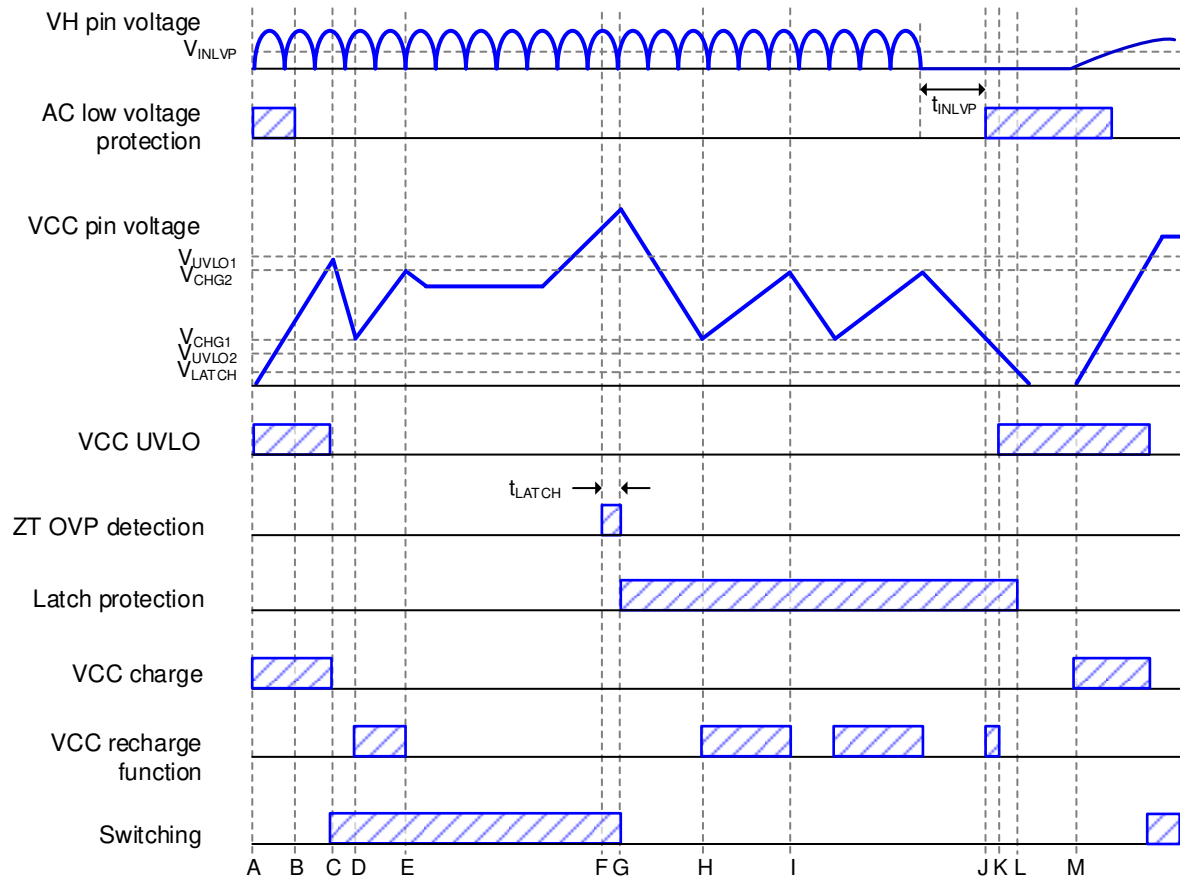 VH pin voltage
VINLVP
tINLVP
AC low voltage
protection
VCC pin voltage
VUVLO1
VCHG2
VCHG1
VUVLO2
VLATCH
VCC UVLO
tLATCH
ZT OVP detection
Latch protection
VCC charge
VCC recharge
function
Switching
A B C D E F G H I J K L M